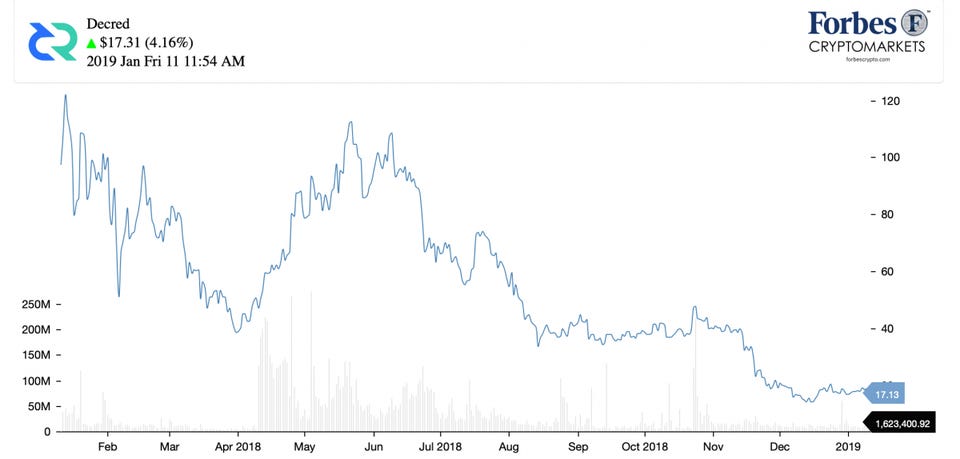 Decred
$17.31 (4.16%)
2019 Jan Fri 11 11:54 AM
Forbes F™
CRYPTOMARKETS
forbescrypto.com
120
100
80
60
40
17.13
1,623,400.92
250M
200M
150M
100M
50M
0
Feb Mar Apr 2018 May Jun Jul 2018 Aug Sep Oct 2018 Nov Dec 2019